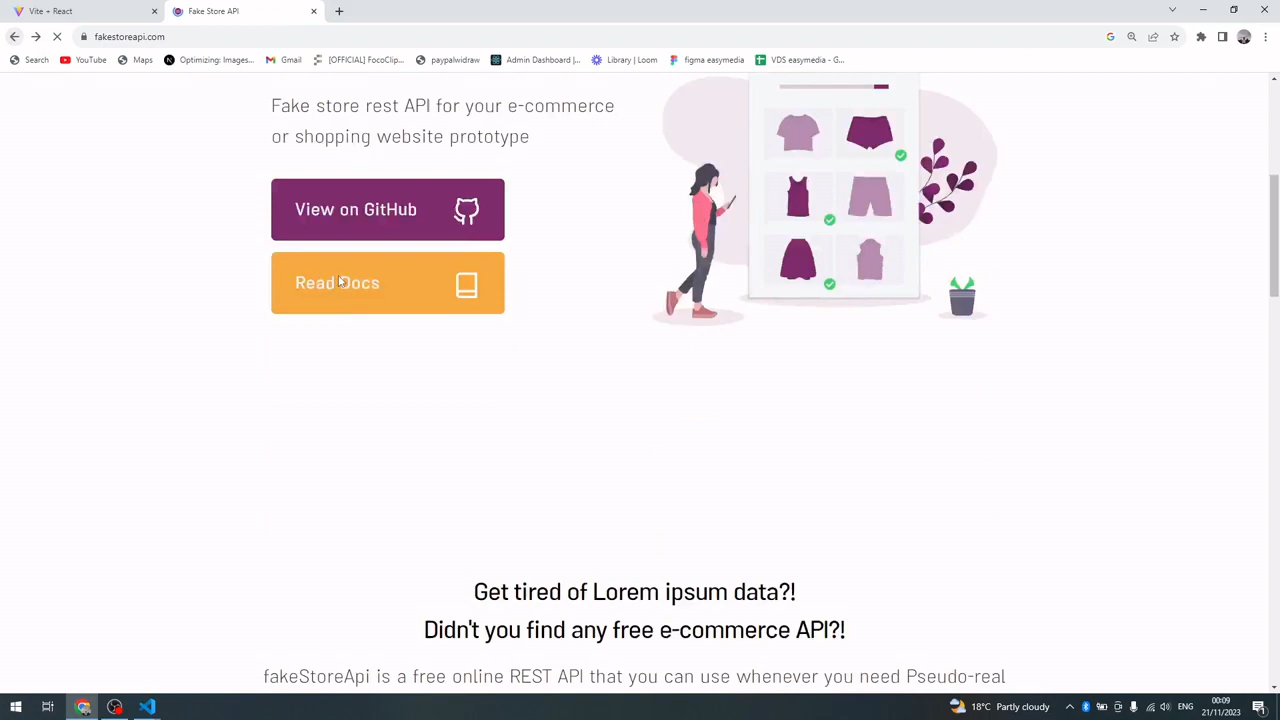 Vite + React
Fake Store API
fakestoreapi.com
Search
YouTube
Maps
Optimizing: Images...
Gmail
[OFFICIAL] FocoClip...
paypalwidraw
Admin Dashboard |...
Library | Loom
figma easymedia
VDS easymedia - G...
Fake store rest API for your e-commerce
or shopping website prototype
View on GitHub
Read Docs
Get tired of Lorem ipsum data?!
Didn't you find any free e-commerce API?!
fakeStoreApi is a free online REST API that you can use whenever you need Pseudo-real
18°C Partly cloudy
ENG
00:09
21/11/2023